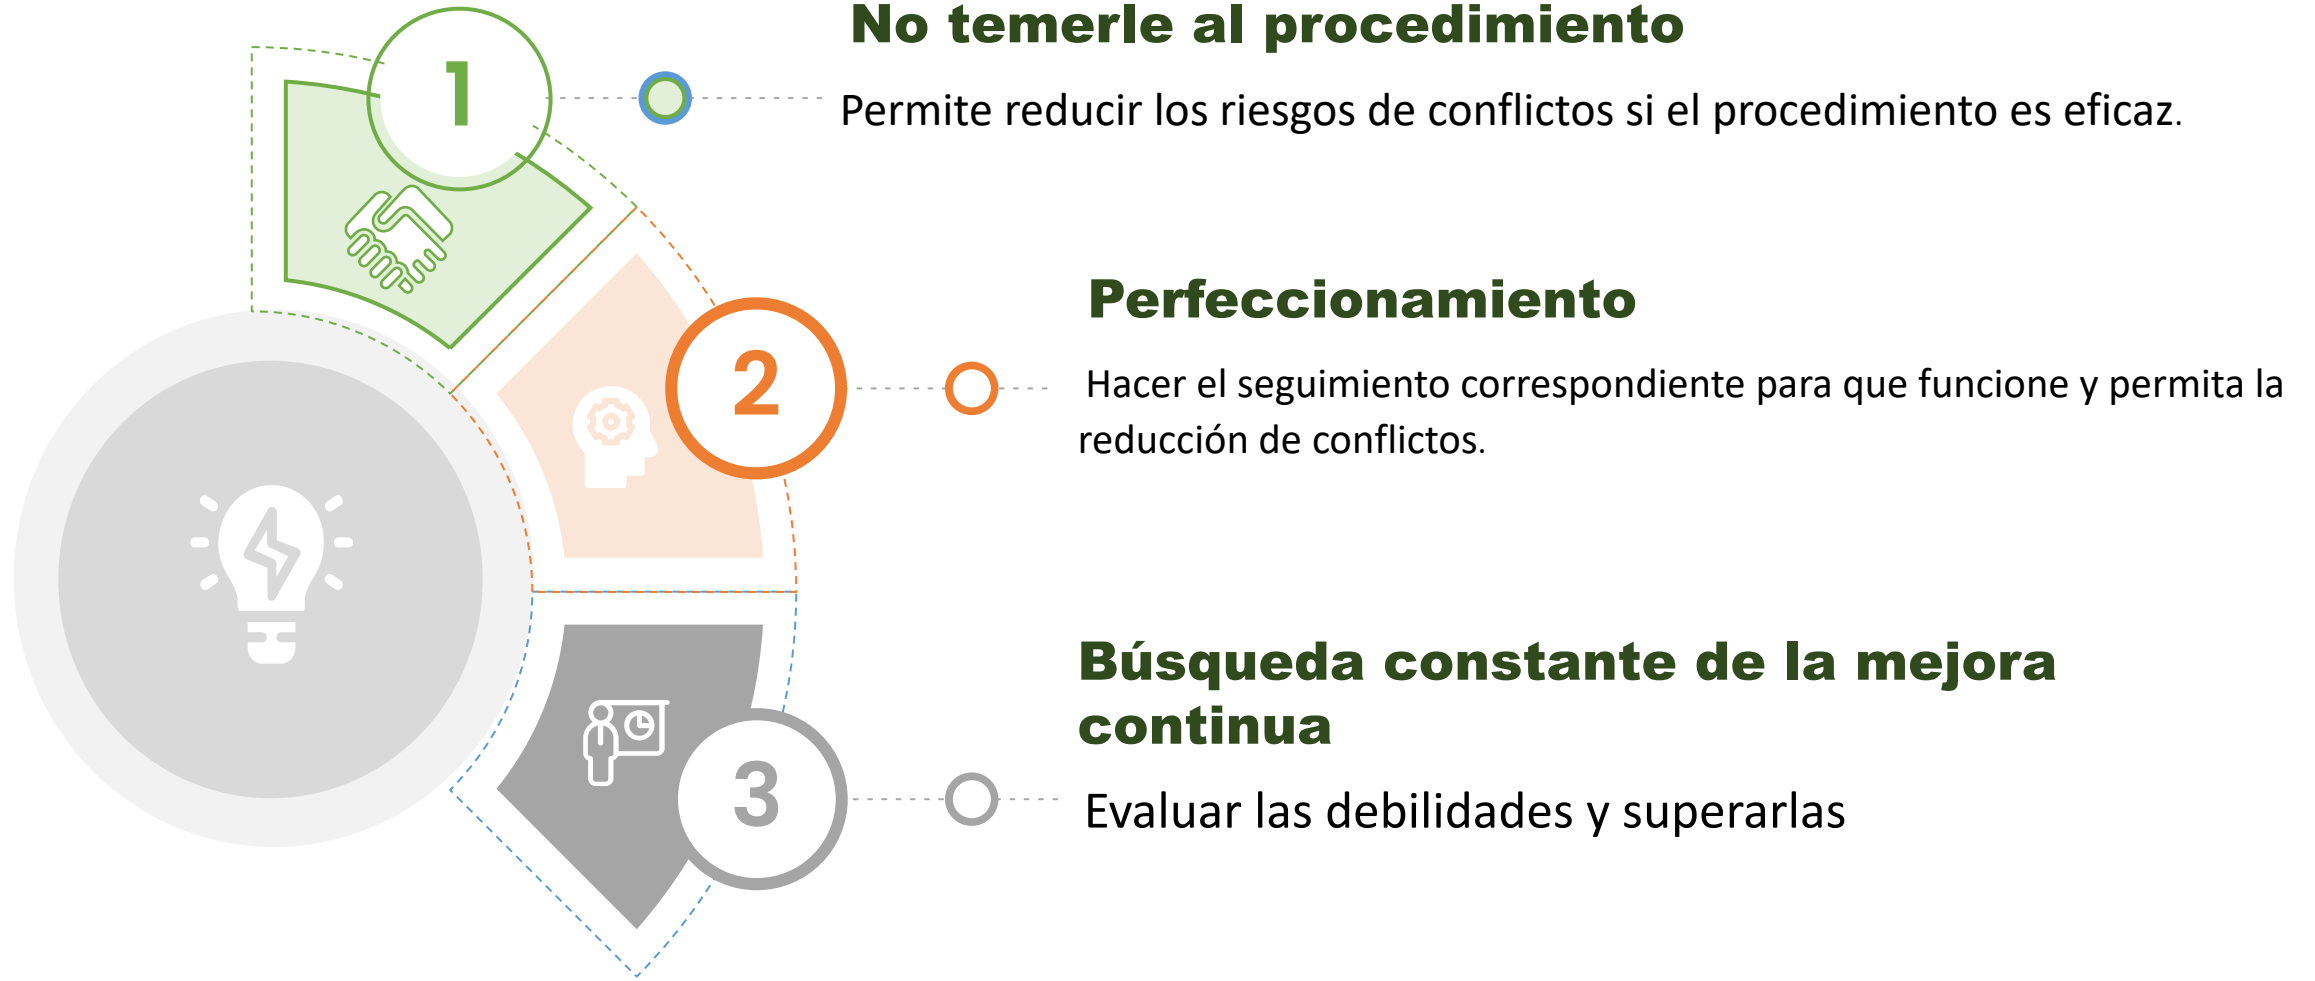 1
No temerle al procedimiento
Permite reducir los riesgos de conflictos si el procedimiento es eficaz.
2
Perfeccionamiento
Hacer el seguimiento correspondiente para que funcione y permita la
reducción de conflictos.
3
Búsqueda constante de la mejora
continua
Evaluar las debilidades y superarlas